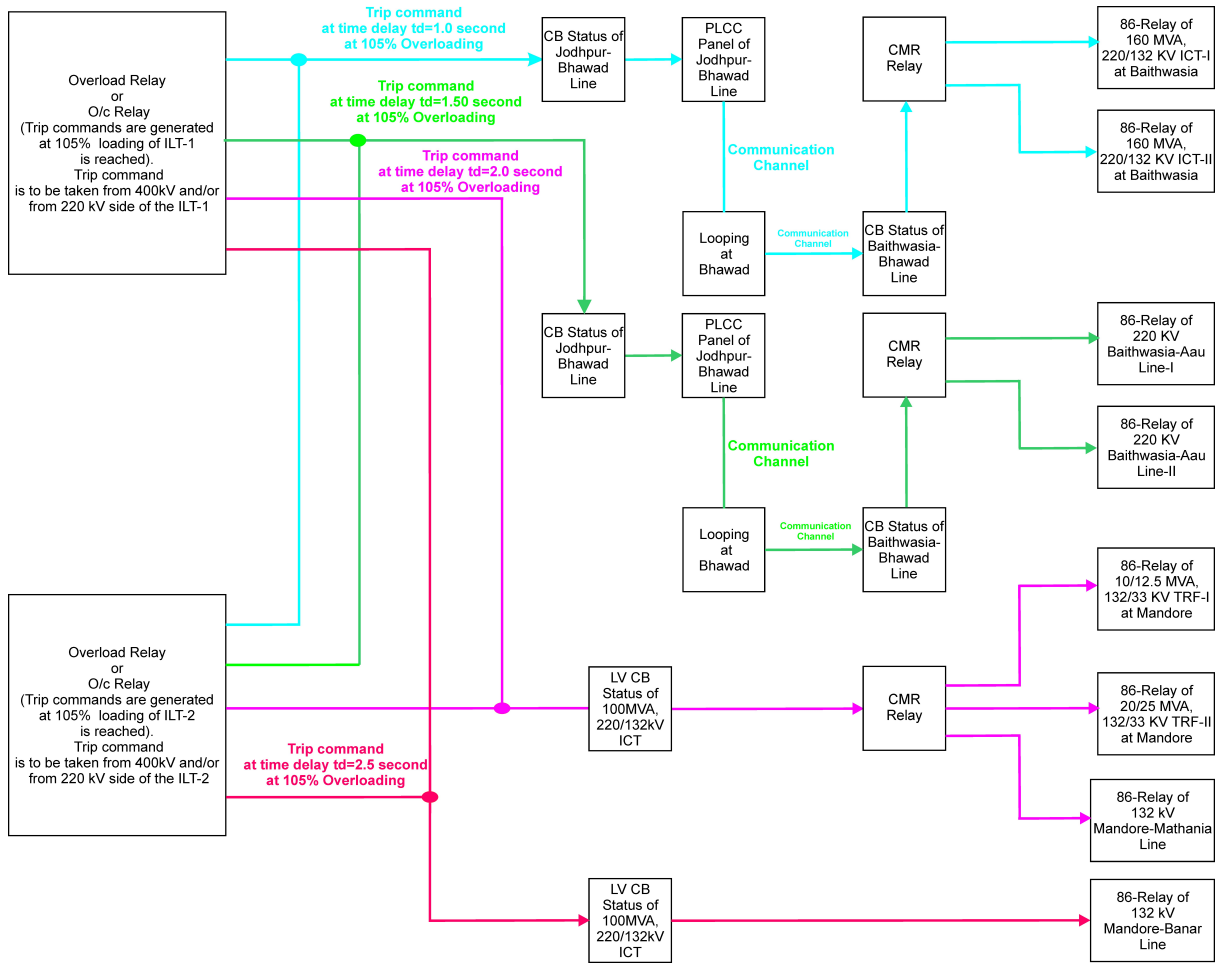 Overload Relay
or
O/c Relay
(Trip commands are generated
at 105%  loading of ILT-1
is reached).
Trip command
is to be taken from 400kV and/or
from 220 kV side of the ILT-1
Trip command
at time delay td=1.0 second
at 105% Overloading
Trip command
at time delay td=1.50 second
at 105% Overloading
Trip command
at time delay td=2.0 second
at 105% Overloading
CB Status of
Jodhpur-
Bhawad
Line
PLCC
Panel of
Jodhpur-
Bhawad
Line
Communication
Channel
Looping
at
Bhawad
Communication
Channel
CB Status of
Baithwasia-
Bhawad
Line
CMR
Relay
86-Relay of
160 MVA,
220/132 KV ICT-I
at Baithwasia
86-Relay of
160 MVA,
220/132 KV ICT-II
at Baithwasia
CB Status of
Jodhpur-
Bhawad
Line
PLCC
Panel of
Jodhpur-
Bhawad
Line
Communication
Channel
Looping
at
Bhawad
Communication
Channel
CB Status of
Baithwasia-
Bhawad
Line
CMR
Relay
86-Relay of
220 KV
Baithwasia-Aau
Line-I
86-Relay of
220 KV
Baithwasia-Aau
Line-II
Overload Relay
or
O/c Relay
(Trip commands are generated
at 105%  loading of ILT-2
is reached).
Trip command
is to be taken from 400kV and/or
from 220 kV side of the ILT-2
Trip command
at time delay td=2.5 second
at 105% Overloading
LV CB
Status of
100MVA,
220/132kV
ICT
CMR
Relay
86-Relay of
10/12.5 MVA,
132/33 KV TRF-I
at Mandore
86-Relay of
20/25 MVA,
132/33 KV TRF-II
at Mandore
86-Relay of
132 kV
Mandore-Mathania
Line
LV CB
Status of
100MVA,
220/132kV
ICT
86-Relay of
132 kV
Mandore-Banar
Line